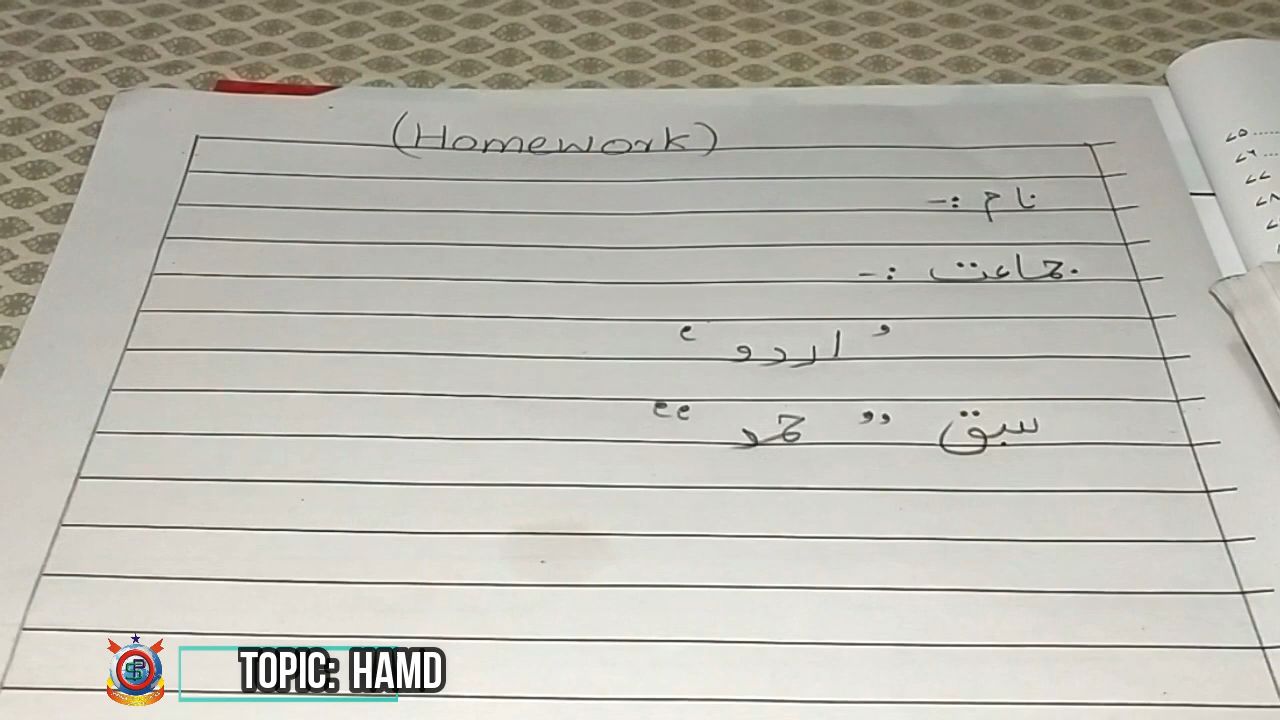 (Homework)
نام :-
جماعت :-
’ اردو ‘
سبق ” حمد “
TOPIC: HAMD